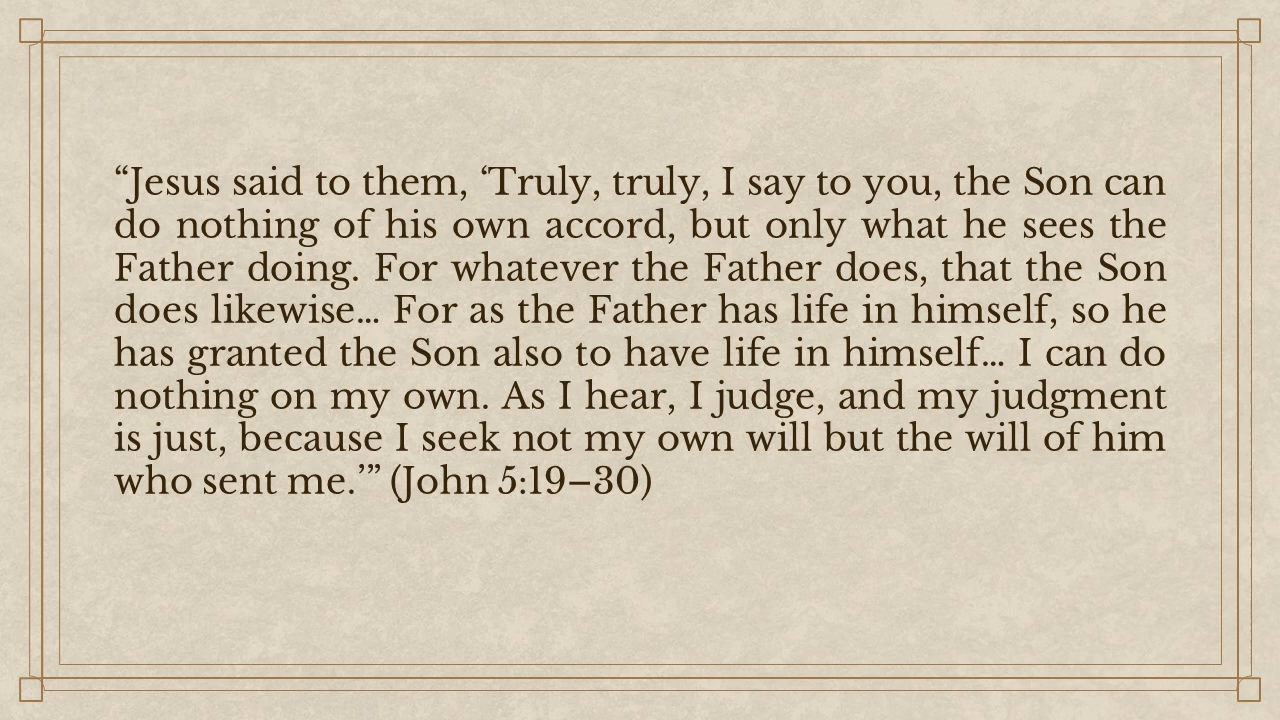 “Jesus said to them, ‘Truly, truly, I say to you, the Son can
do nothing of his own accord, but only what he sees the
Father doing. For whatever the Father does, that the Son
does likewise… For as the Father has life in himself, so he
has granted the Son also to have life in himself… I can do
nothing on my own. As I hear, I judge, and my judgment
is just, because I seek not my own will but the will of him
who sent me.’” (John 5:19–30)